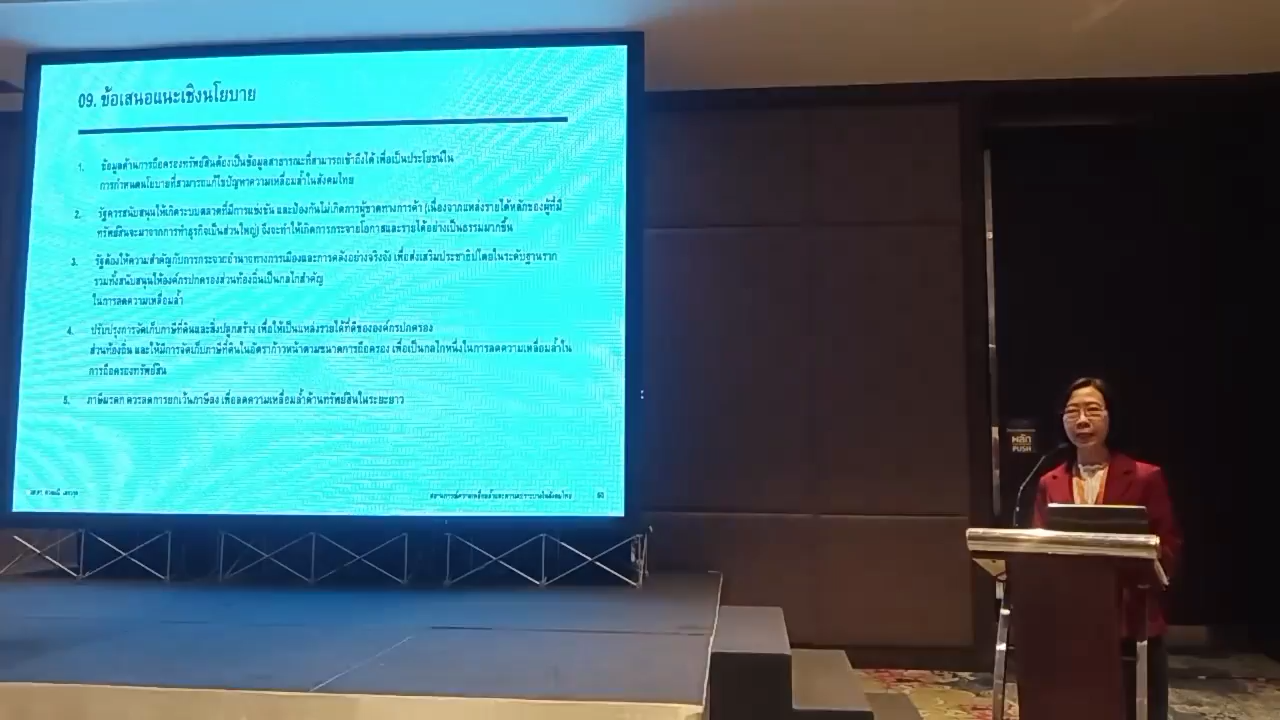 09. ข้อเสนอแนะเชิงนโยบาย
1. ข้อมูลด้านการถือครองทรัพย์สินต้องเป็นข้อมูลสาธารณะที่สามารถเข้าถึงได้ เพื่อเป็นประโยชน์ใน
การกำหนดนโยบายที่สามารถแก้ไขปัญหาความเหลื่อมล้ำในสังคมไทย
2. รัฐควรสนับสนุนให้เกิดระบบตลาดที่มีการแข่งขัน และป้องกันไม่เกิดการผูกขาดทางการค้า (เนื่องจากแหล่งรายได้หลักของผู้ที่มี
ทรัพย์สินจะมาจากการทำธุรกิจเป็นส่วนใหญ่) จึงจะทำให้เกิดการกระจายโอกาสและรายได้อย่างเป็นธรรมมากขึ้น
3. รัฐต้องให้ความสำคัญกับการกระจายอำนาจทางการเมืองและการคลังอย่างจริงจัง เพื่อส่งเสริมประชาธิปไตยในระดับฐานราก
รวมทั้งสนับสนุนให้องค์กรปกครองส่วนท้องถิ่นเป็นกลไกสำคัญ
ในการลดความเหลื่อมล้ำ
4. ปรับปรุงการจัดเก็บภาษีที่ดินและสิ่งปลูกสร้าง เพื่อให้เป็นแหล่งรายได้ที่ดีขององค์กรปกครอง
ส่วนท้องถิ่น และให้มีการจัดเก็บภาษีที่ดินในอัตราก้าวหน้าตามขนาดการถือครอง เพื่อเป็นกลไกหนึ่งในการลดความเหลื่อมล้ำใน
การถือครองทรัพย์สิน
5. ภาษีมรดก ควรลดการยกเว้นภาษีลง เพื่อลดความเหลื่อมล้ำด้านทรัพย์สินในระยะยาว
60
ผลัก
PUSH